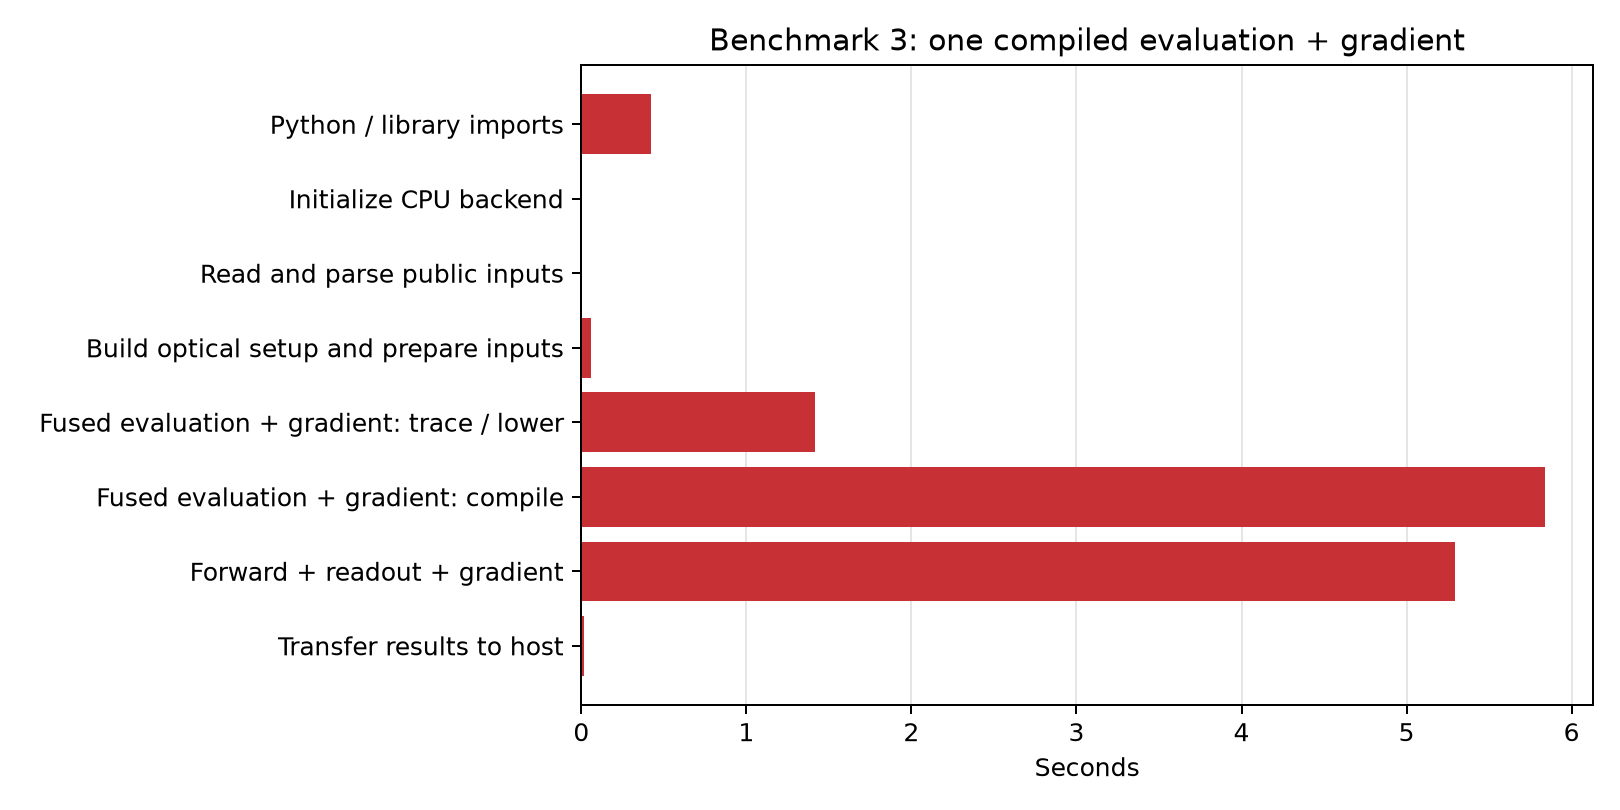 Benchmark 3: one compiled evaluation + gradient
Python / library imports
Initialize CPU backend
Read and parse public inputs
Build optical setup and prepare inputs
Fused evaluation + gradient: trace / lower
Fused evaluation + gradient: compile
Forward + readout + gradient
Transfer results to host
0 1 2 3 4 5 6
Seconds